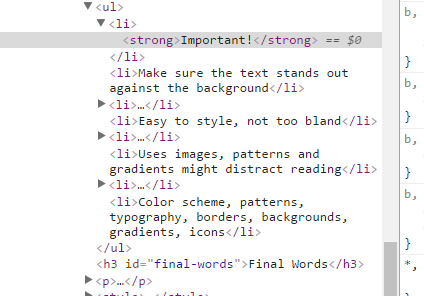 ▼<ul>
▼<li>
<strong>Important!</strong> == $0
</li>
<li>Make sure the text stands out
against the background</li>
▶<li>…</li>
<li>Easy to style, not too bland</li>
▶<li>…</li>
<li>Uses images, patterns and
gradients might distract reading</li>
▶<li>…</li>
<li>Color scheme, patterns,
typography, borders, backgrounds,
gradients, icons</li>
</ul>
<h3 id="final-words">Final Words</h3>
▶<p>…</p>
b,
}
b,
}
b,
}
b,
}
*,